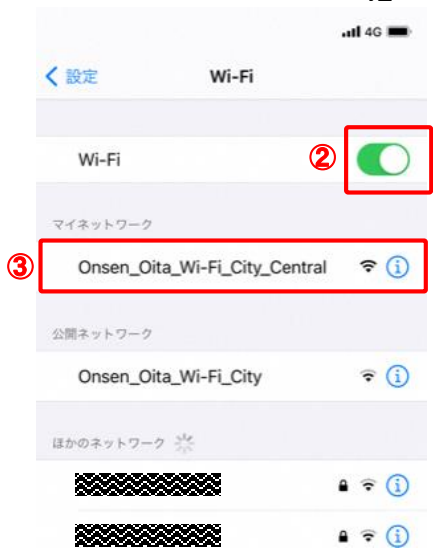 4G
設定 Wi-Fi
Wi-Fi ②
マイネットワーク
③ Onsen_Oita_Wi-Fi_City_Central
公開ネットワーク
Onsen_Oita_Wi-Fi_City
ほかのネットワーク